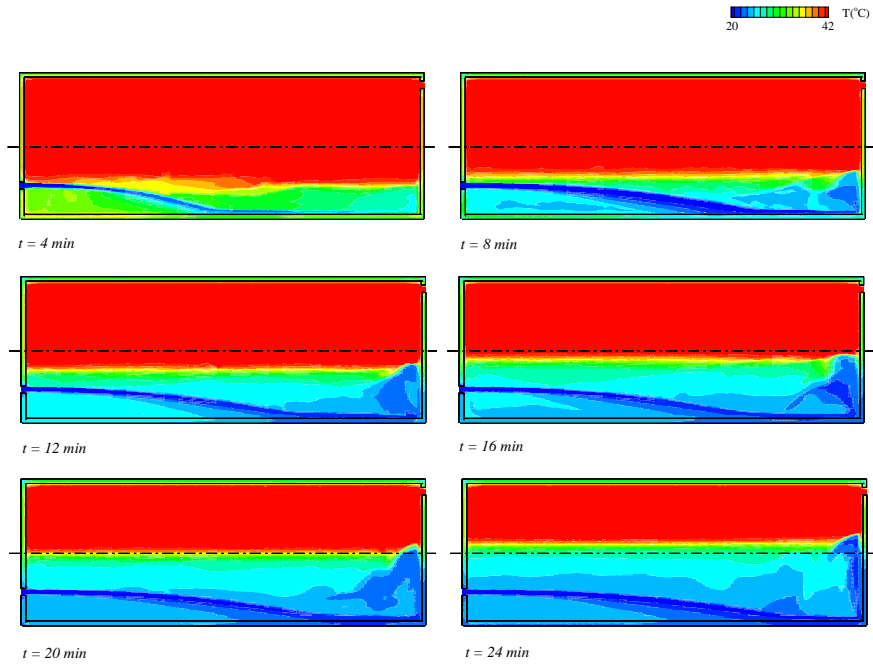 T(°C)
20 42
t = 4 min
t = 8 min
t = 12 min
t = 16 min
t = 20 min
t = 24 min